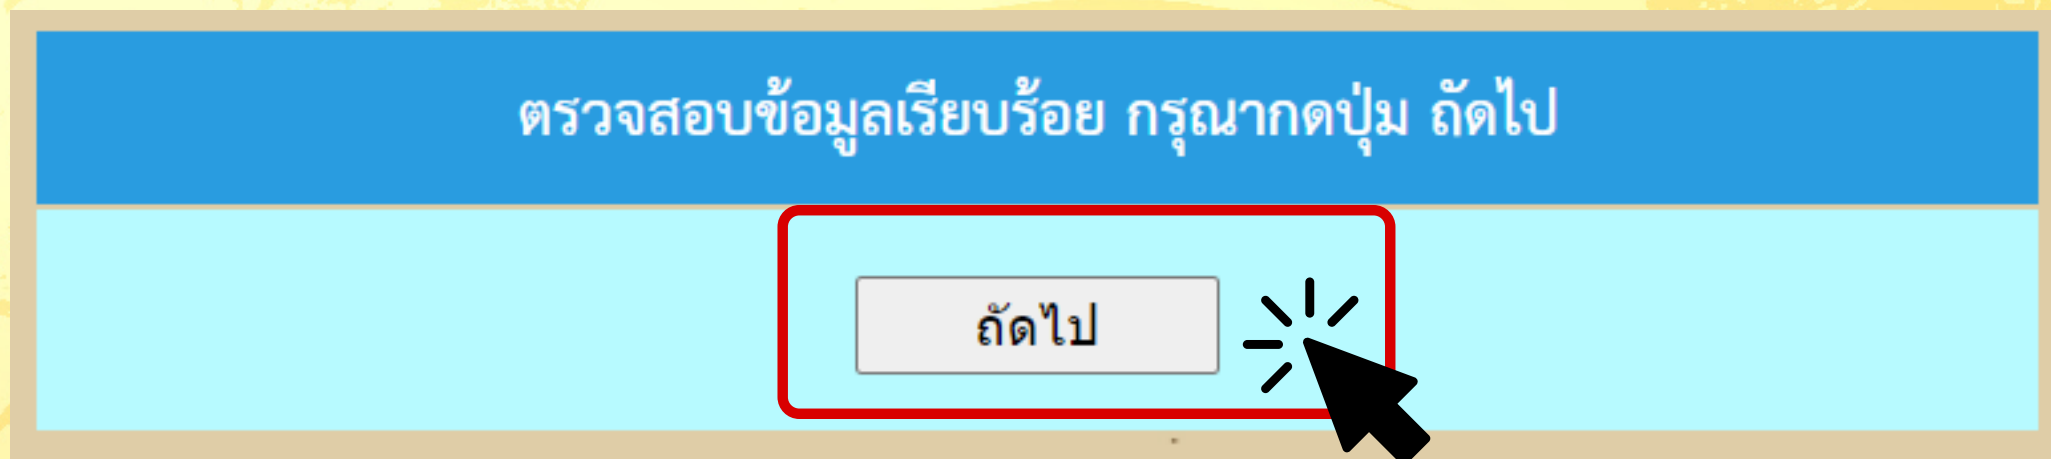 ตรวจสอบข้อมูลเรียบร้อย กรุณากดปุ่ม ถัดไป
ถัดไป